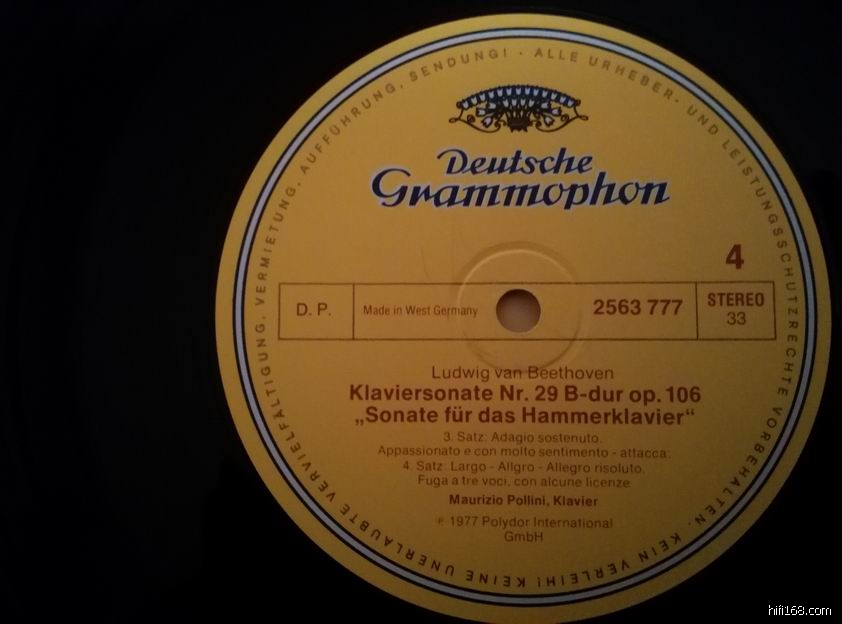 VERVIELFÄLTIGUNG, VERMIETUNG, AUFFÜHRUNG, SENDUNG! · ALLE URHEBER- UND LEISTUNGSSCHUTZRECHTE VORBEHALTEN · KEIN VERLEIH! KEINE UNERLAUBTE
Deutsche
Grammophon
4
D. P.
Made in West Germany
2563 777
STEREO
33
Ludwig van Beethoven
Klaviersonate Nr. 29 B-dur op. 106
„Sonate für das Hammerklavier“
3. Satz: Adagio sostenuto.
Appassionato e con molto sentimento - attacca:
4. Satz: Largo - Allgro - Allegro risoluto.
Fuga a tre voci, con alcune licenze
Maurizio Pollini, Klavier
℗ 1977 Polydor International
GmbH
hifi168.com